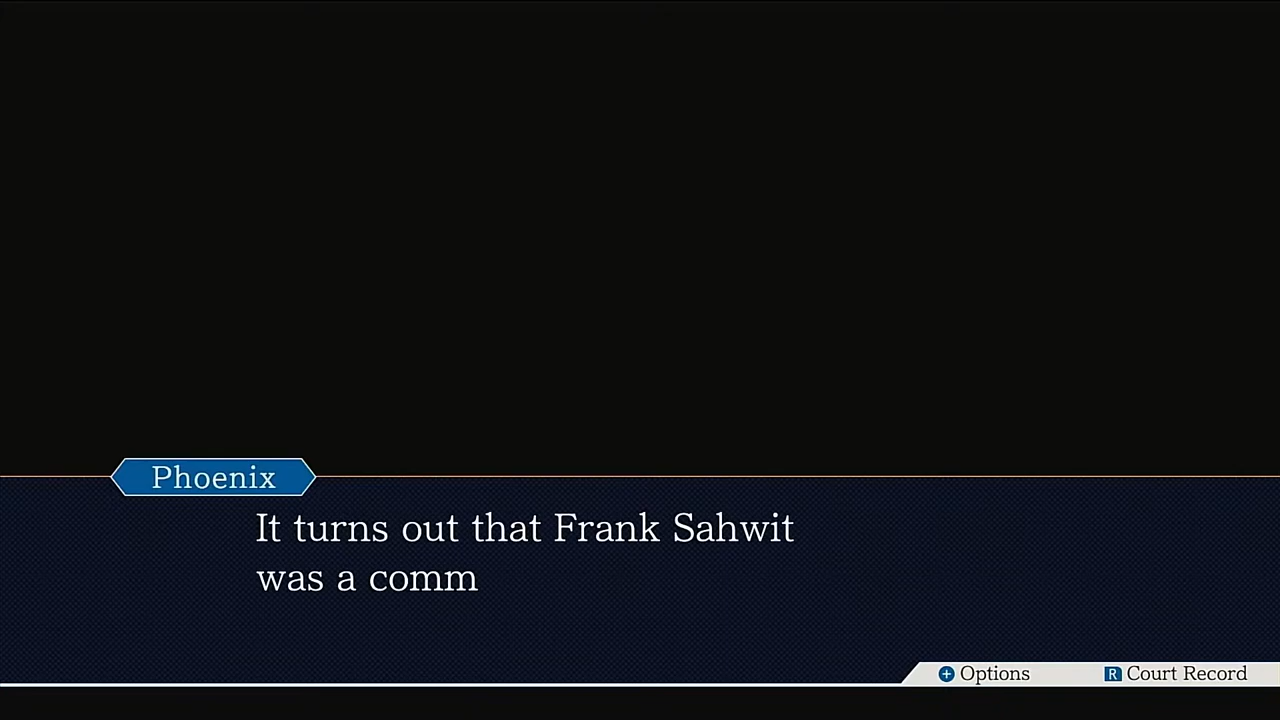 Phoenix
It turns out that Frank Sahwit
was a comm
+ Options
R Court Record